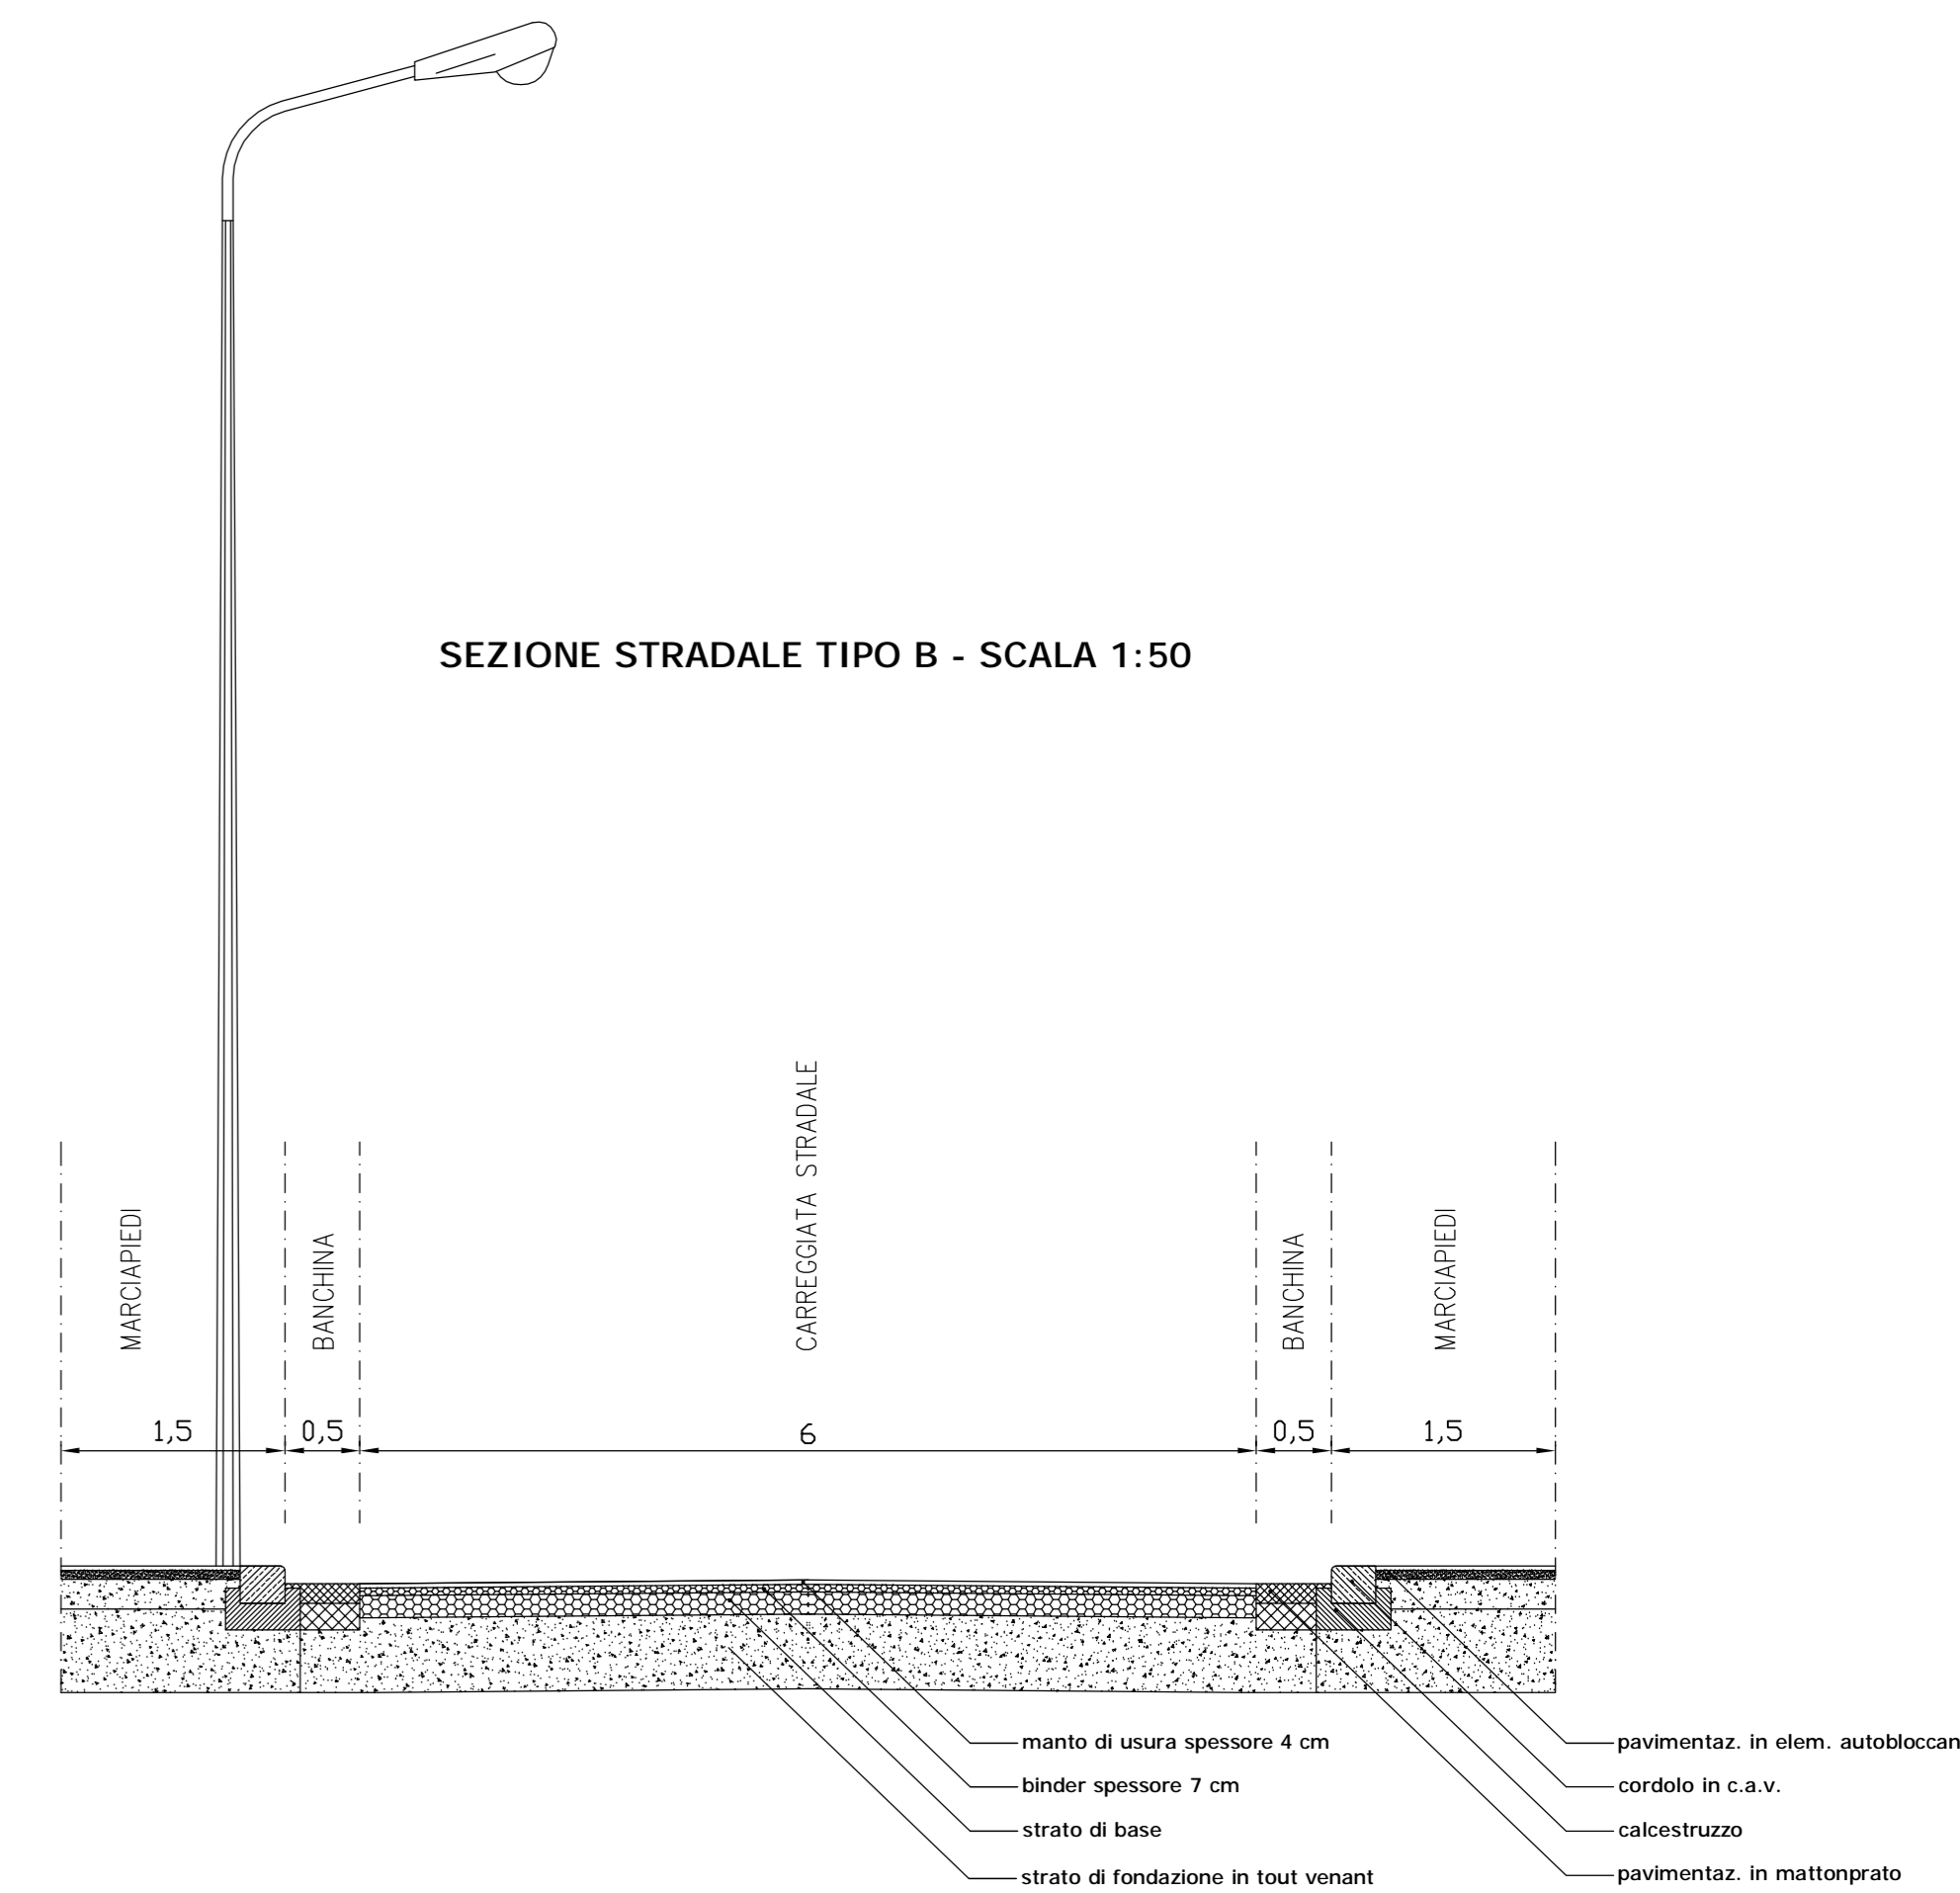 SEZIONE STRADALE TIPO B - SCALA 1:50
MARCIAPIEDI
BANCHINA
CARREGGIATA STRADALE
BANCHINA
MARCIAPIEDI
1,5
0,5
6
0,5
1,5
manto di usura spessore 4 cm
binder spessore 7 cm
strato di base
strato di fondazione in tout venant
pavimentaz. in elem. autobloccan
cordolo in c.a.v.
calcestruzzo
pavimentaz. in mattonprato